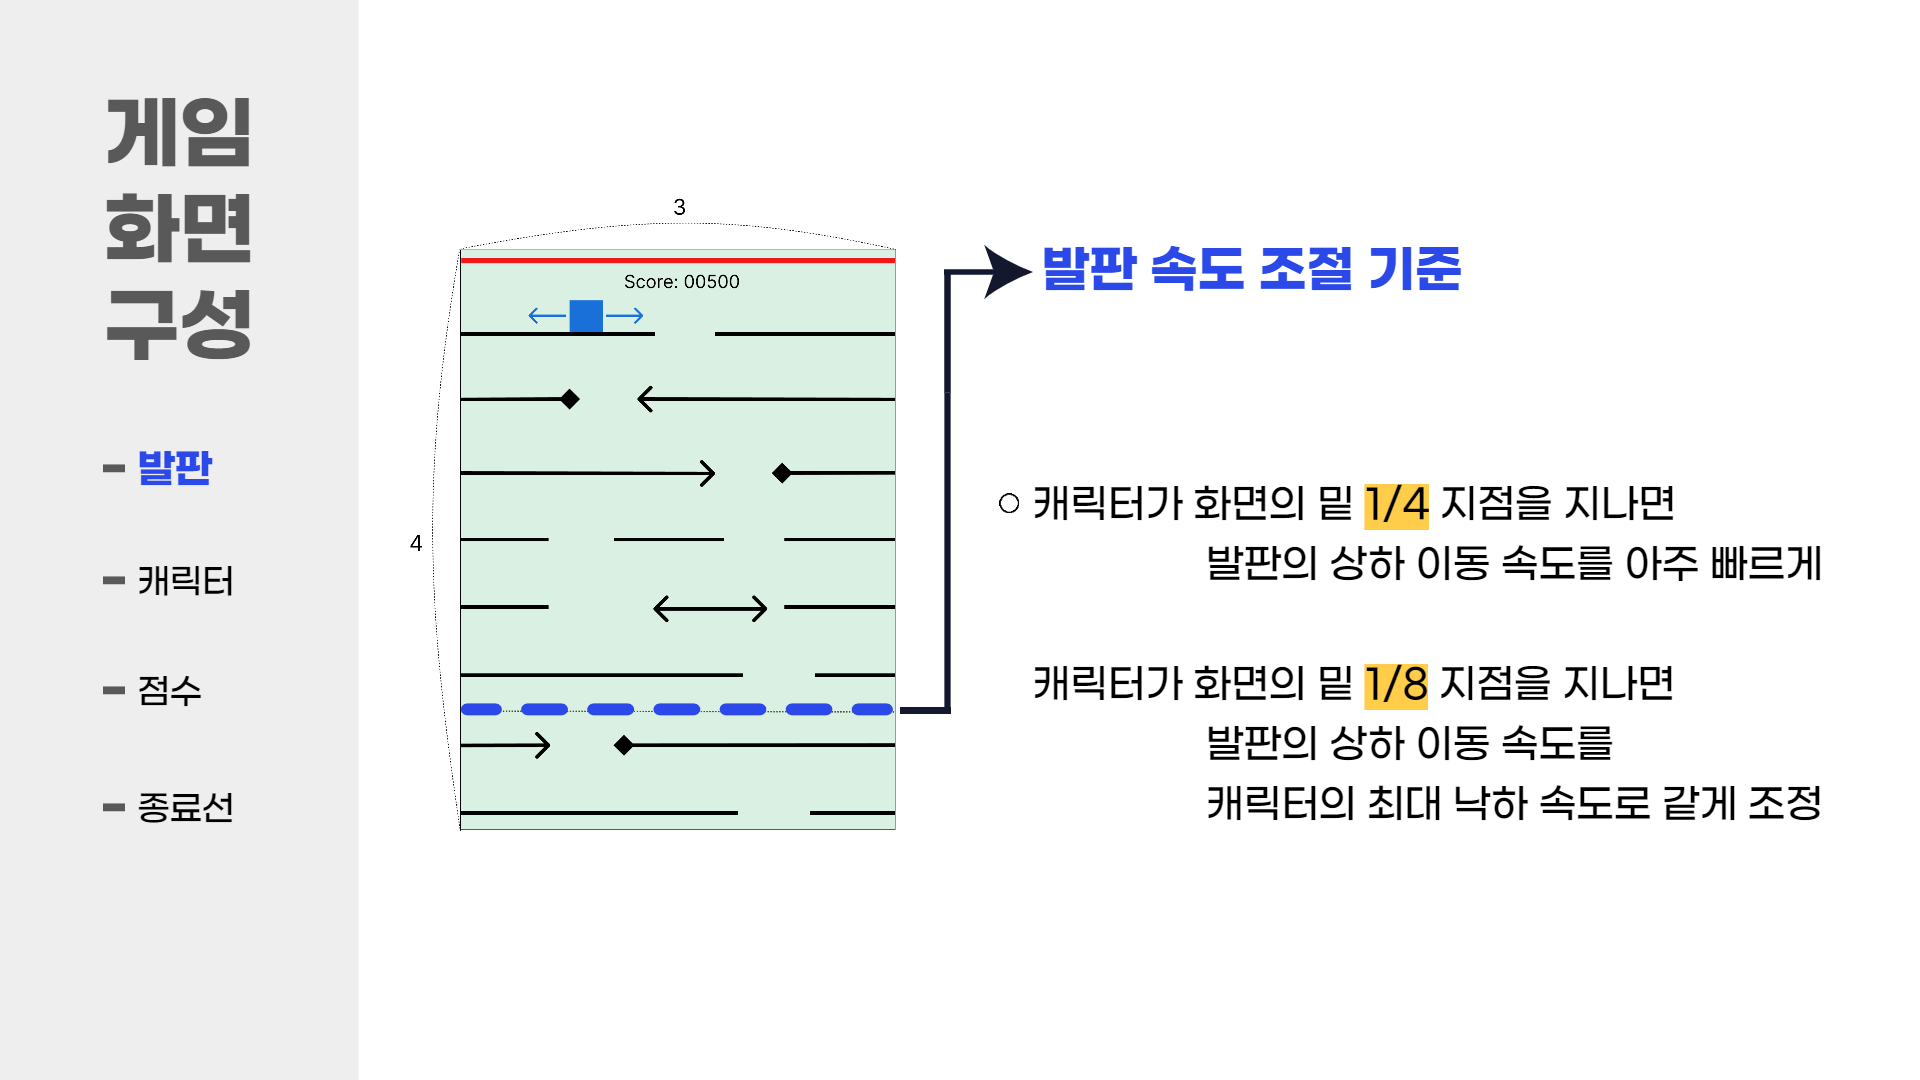 게임
화면
구성
- 발판
- 캐릭터
- 점수
- 종료선
3
4
Score: 00500
발판 속도 조절 기준
○ 캐릭터가 화면의 밑 1/4 지점을 지나면
발판의 상하 이동 속도를 아주 빠르게
캐릭터가 화면의 밑 1/8 지점을 지나면
발판의 상하 이동 속도를
캐릭터의 최대 낙하 속도로 같게 조정